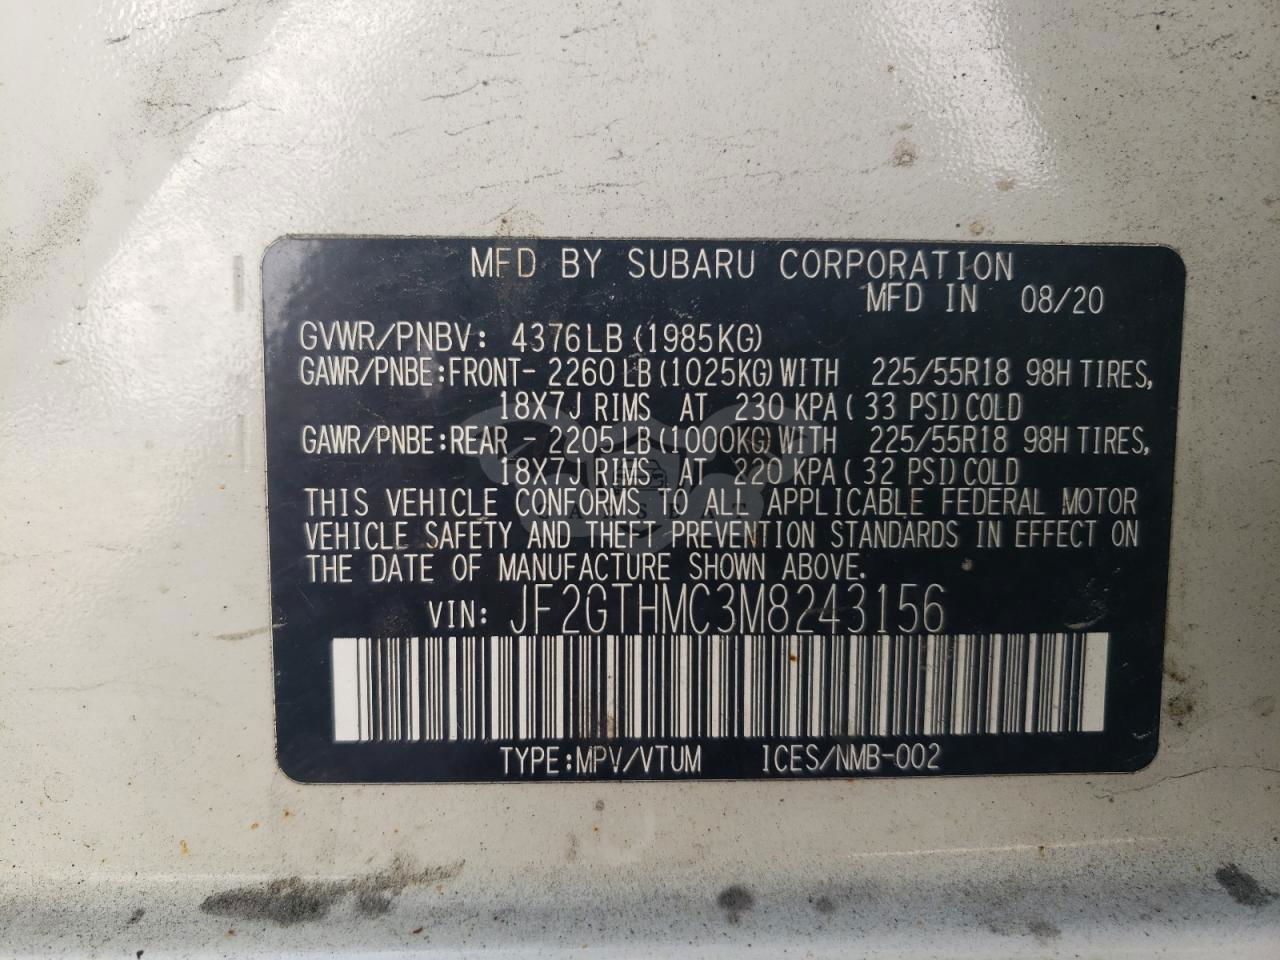 MFD BY SUBARU CORPORATION
MFD IN 08/20
GVWR/PNBV: 4376LB (1985KG)
GAWR/PNBE:FRONT- 2260LB (1025KG) WITH 225/55R18 98H TIRES,
18X7J RIMS AT 230 KPA ( 33 PSI) COLD
GAWR/PNBE:REAR - 2205LB (1000KG) WITH 225/55R18 98H TIRES,
18X7J RIMS AT 220 KPA ( 32 PSI) COLD
THIS VEHICLE CONFORMS TO ALL APPLICABLE FEDERAL MOTOR
VEHICLE SAFETY AND THEFT PREVENTION STANDARDS IN EFFECT ON
THE DATE OF MANUFACTURE SHOWN ABOVE.
VIN: JF2GTHMC3M8243156
TYPE:MPV/VTUM ICES/NMB-002